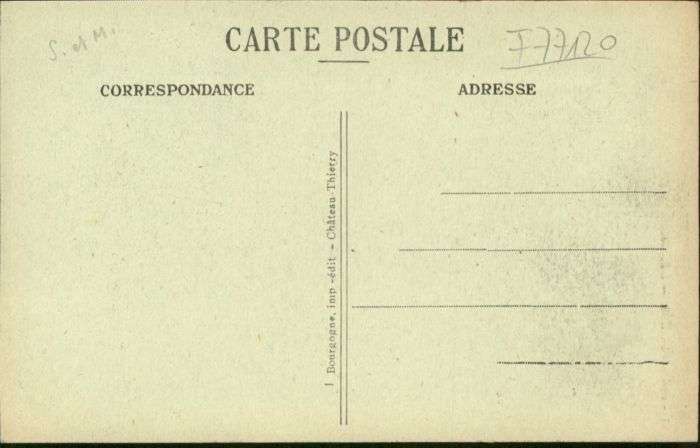 S. et M.
CARTE POSTALE
F77120
CORRESPONDANCE
ADRESSE
J Bourgogne, imp-édit - Château-Thierry